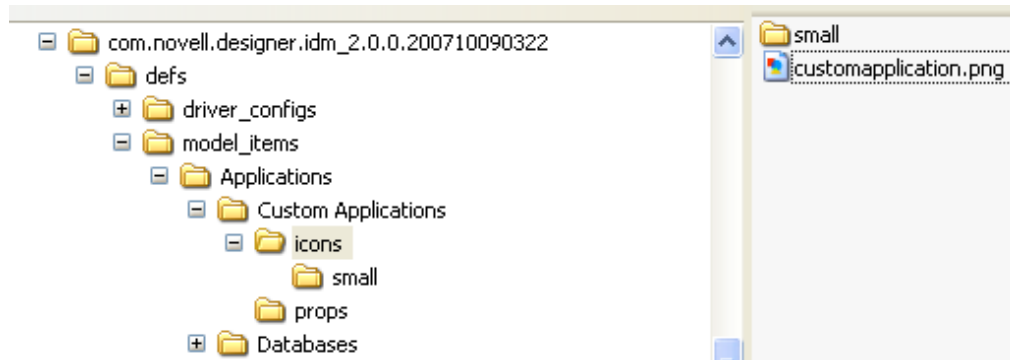 com.novell.designer.idm_2.0.0.200710090322
defs
driver_configs
model_items
Applications
Custom Applications
icons
small
props
Databases
small
customapplication.png